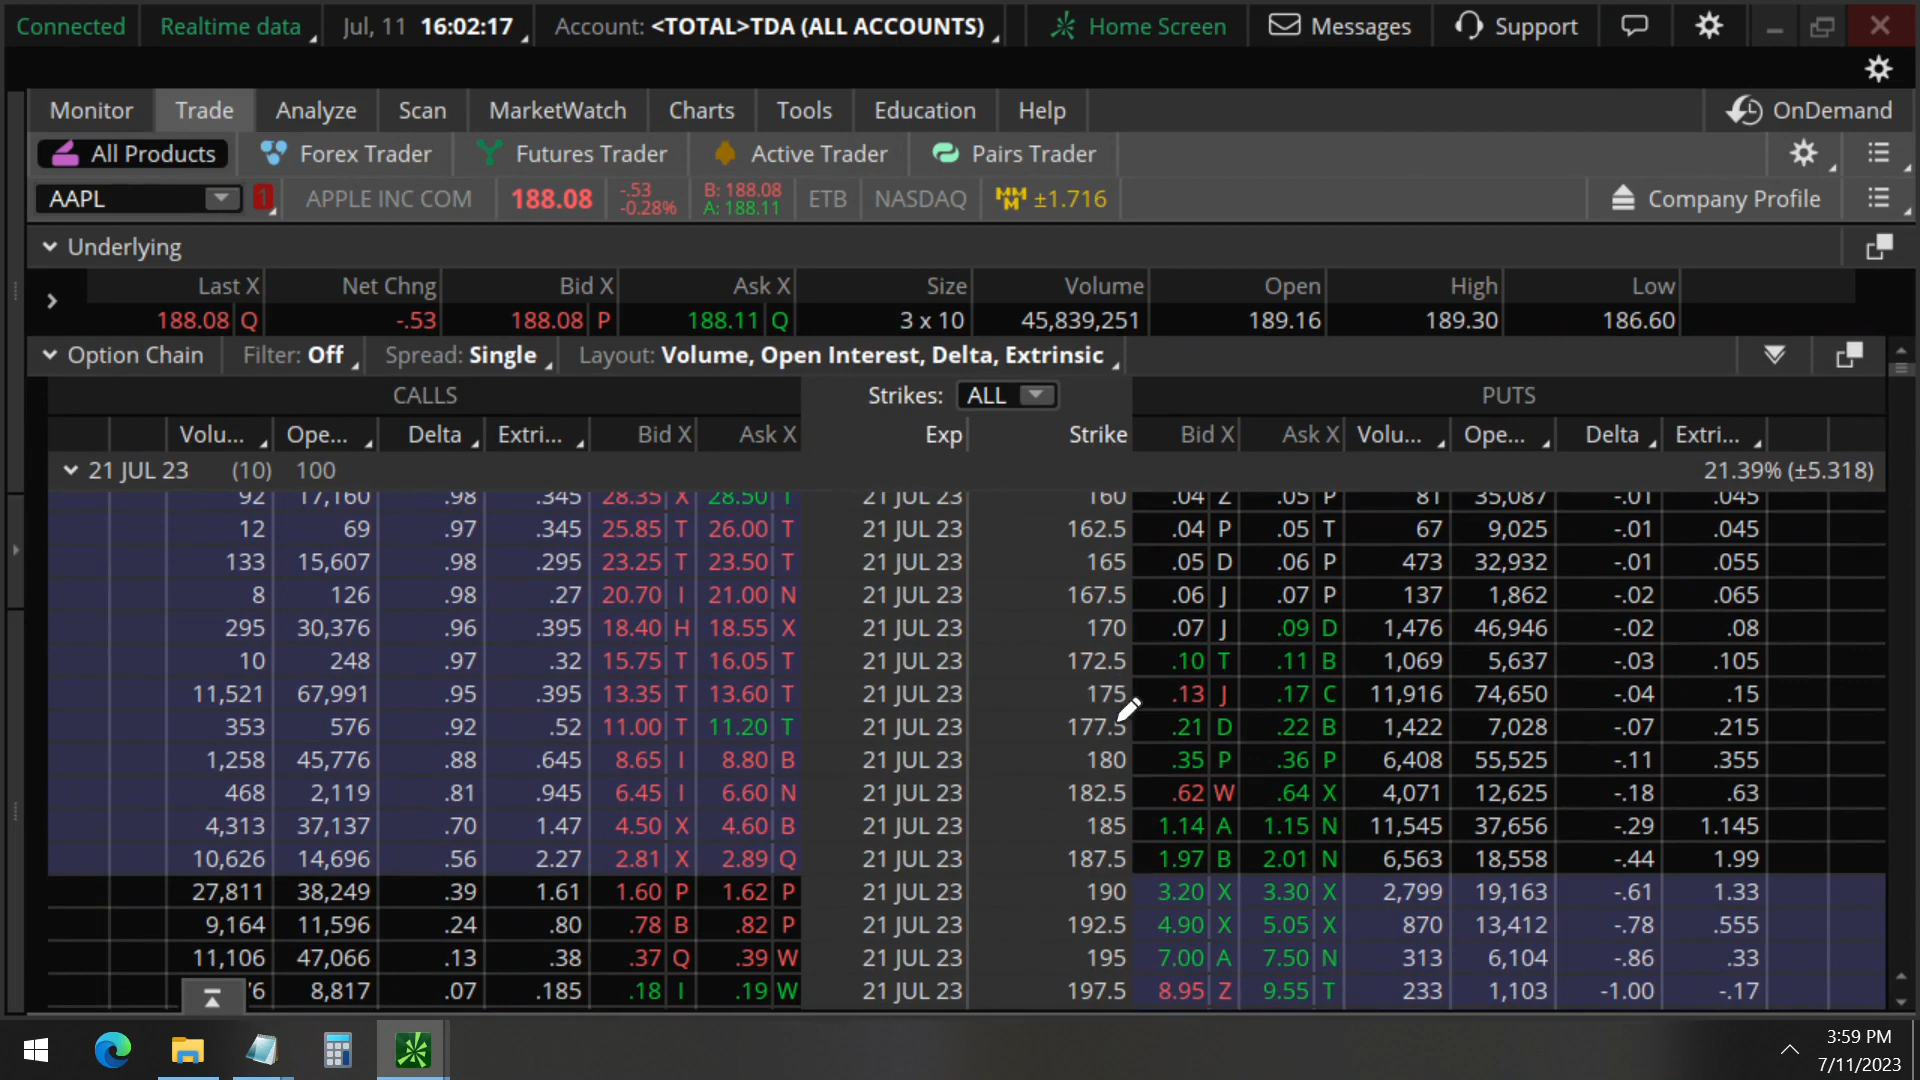 Connected Realtime data Jul, 11 16:02:17 Account: <TOTAL>TDA (ALL ACCOUNTS) Home Screen Messages Support
Monitor Trade Analyze Scan MarketWatch Charts Tools Education Help OnDemand
All Products Forex Trader Futures Trader Active Trader Pairs Trader
AAPL 1 APPLE INC COM 188.08 -.53 -0.28% B: 188.08 A: 188.11 ETB NASDAQ ±1.716 Company Profile
Underlying
Last X Net Chng Bid X Ask X Size Volume Open High Low
188.08 Q -.53 188.08 P 188.11 Q 3 x 10 45,839,251 189.16 189.30 186.60
Option Chain Filter: Off Spread: Single Layout: Volume, Open Interest, Delta, Extrinsic
CALLS Strikes: ALL PUTS
Volu... Ope... Delta Extri... Bid X Ask X Exp Strike Bid X Ask X Volu... Ope... Delta Extri...
21 JUL 23 (10) 100 21.39% (±5.318)
92 17,160 .98 .345 28.35 X 28.50 T 21 JUL 23 160 .04 Z .05 P 81 35,087 -.01 .045
12 69 .97 .345 25.85 T 26.00 T 21 JUL 23 162.5 .04 P .05 T 67 9,025 -.01 .045
133 15,607 .98 .295 23.25 T 23.50 T 21 JUL 23 165 .05 D .06 P 473 32,932 -.01 .055
8 126 .98 .27 20.70 I 21.00 N 21 JUL 23 167.5 .06 J .07 P 137 1,862 -.02 .065
295 30,376 .96 .395 18.40 H 18.55 X 21 JUL 23 170 .07 J .09 D 1,476 46,946 -.02 .08
10 248 .97 .32 15.75 T 16.05 T 21 JUL 23 172.5 .10 T .11 B 1,069 5,637 -.03 .105
11,521 67,991 .95 .395 13.35 T 13.60 T 21 JUL 23 175 .13 J .17 C 11,916 74,650 -.04 .15
353 576 .92 .52 11.00 T 11.20 T 21 JUL 23 177.5 .21 D .22 B 1,422 7,028 -.07 .215
1,258 45,776 .88 .645 8.65 I 8.80 B 21 JUL 23 180 .35 P .36 P 6,408 55,525 -.11 .355
468 2,119 .81 .945 6.45 I 6.60 N 21 JUL 23 182.5 .62 W .64 X 4,071 12,625 -.18 .63
4,313 37,137 .70 1.47 4.50 X 4.60 B 21 JUL 23 185 1.14 A 1.15 N 11,545 37,656 -.29 1.145
10,626 14,696 .56 2.27 2.81 X 2.89 Q 21 JUL 23 187.5 1.97 B 2.01 N 6,563 18,558 -.44 1.99
27,811 38,249 .39 1.61 1.60 P 1.62 P 21 JUL 23 190 3.20 X 3.30 X 2,799 19,163 -.61 1.33
9,164 11,596 .24 .80 .78 B .82 P 21 JUL 23 192.5 4.90 X 5.05 X 870 13,412 -.78 .555
11,106 47,066 .13 .38 .37 Q .39 W 21 JUL 23 195 7.00 A 7.50 N 313 6,104 -.86 .33
8,817 .07 .185 .18 I .19 W 21 JUL 23 197.5 8.95 Z 9.55 T 233 1,103 -1.00 -.17
3:59 PM
7/11/2023